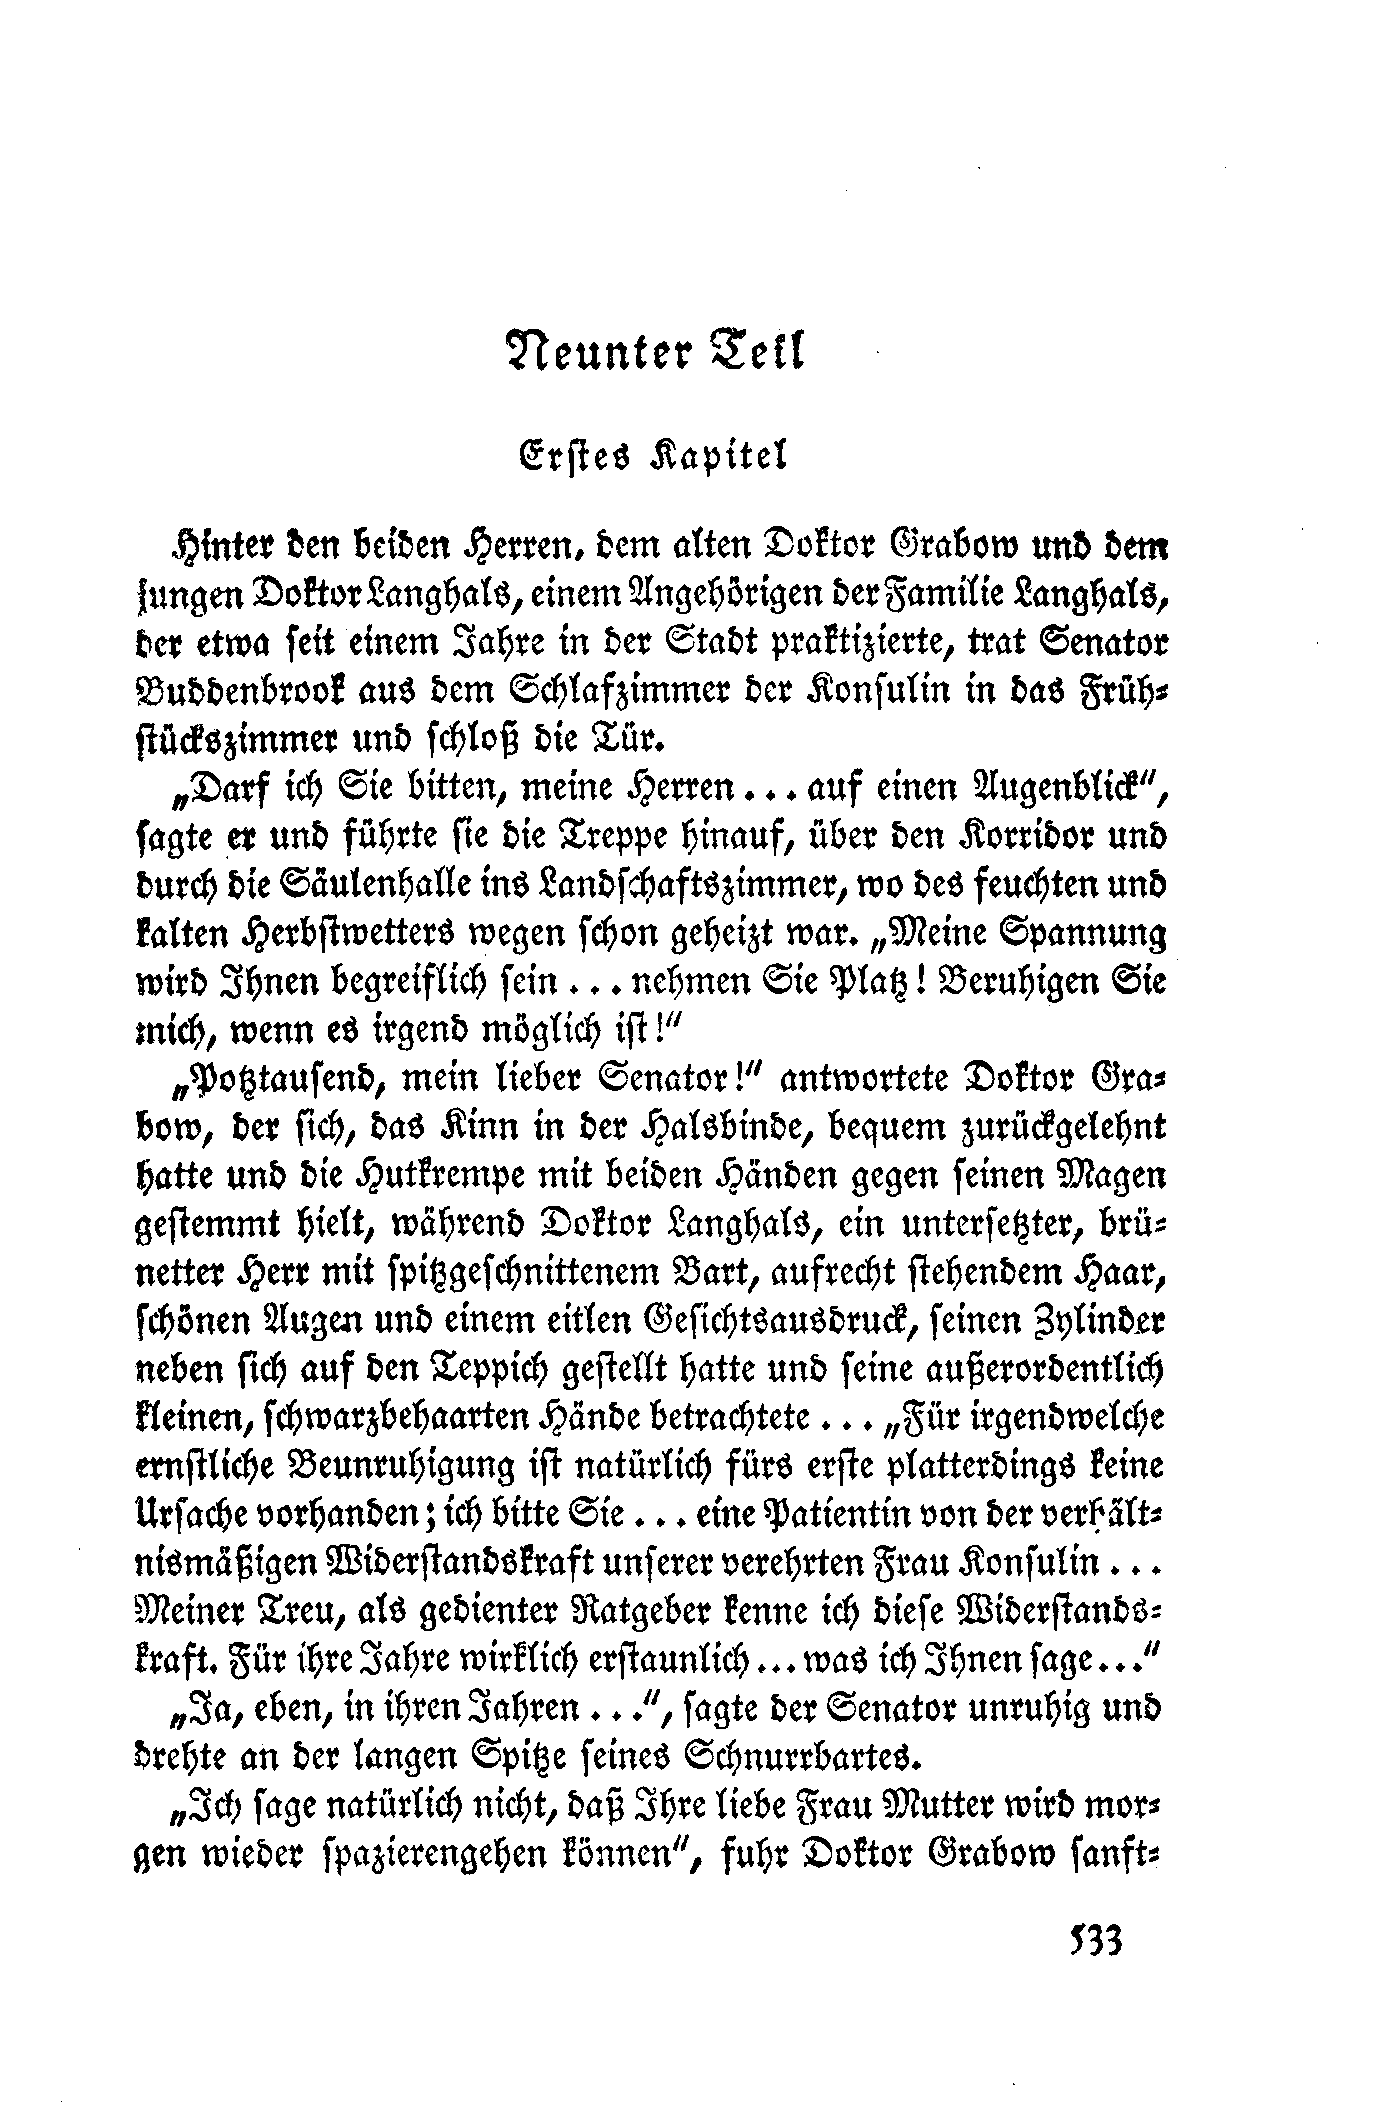 Neunter Teil
Erstes Kapitel
Hinter den beiden Herren, dem alten Doktor Grabow und dem
jungen Doktor Langhals, einem Angehörigen der Familie Langhals,
der etwa seit einem Jahre in der Stadt praktizierte, trat Senator
Buddenbrook aus dem Schlafzimmer der Konsulin in das Früh-
stückszimmer und schloß die Tür.
„Darf ich Sie bitten, meine Herren... auf einen Augenblick“,
sagte er und führte sie die Treppe hinauf, über den Korridor und
durch die Säulenhalle ins Landschaftszimmer, wo des feuchten und
kalten Herbstwetters wegen schon geheizt war. „Meine Spannung
wird Ihnen begreiflich sein... nehmen Sie Platz! Beruhigen Sie
mich, wenn es irgend möglich ist!“
„Potztausend, mein lieber Senator!“ antwortete Doktor Gra-
bow, der sich, das Kinn in der Halsbinde, bequem zurückgelehnt
hatte und die Hutkrempe mit beiden Händen gegen seinen Magen
gestemmt hielt, während Doktor Langhals, ein untersetzter, brü-
netter Herr mit spitzgeschnittenem Bart, aufrecht stehendem Haar,
schönen Augen und einem eitlen Gesichtsausdruck, seinen Zylinder
neben sich auf den Teppich gestellt hatte und seine außerordentlich
kleinen, schwarzbehaarten Hände betrachtete... „Für irgendwelche
ernstliche Beunruhigung ist natürlich fürs erste platterdings keine
Ursache vorhanden; ich bitte Sie... eine Patientin von der verhält-
nismäßigen Widerstandskraft unserer verehrten Frau Konsulin...
Meiner Treu, als gedienter Ratgeber kenne ich diese Widerstands-
kraft. Für ihre Jahre wirklich erstaunlich... was ich Ihnen sage...“
„Ja, eben, in ihren Jahren...“, sagte der Senator unruhig und
drehte an der langen Spitze seines Schnurrbartes.
„Ich sage natürlich nicht, daß Ihre liebe Frau Mutter wird mor-
gen wieder spazierengehen können“, fuhr Doktor Grabow sanft-
533